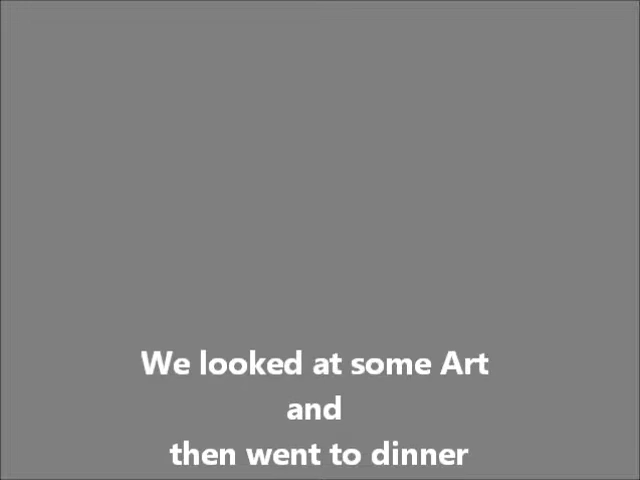 We looked at some Art
and
then went to dinner